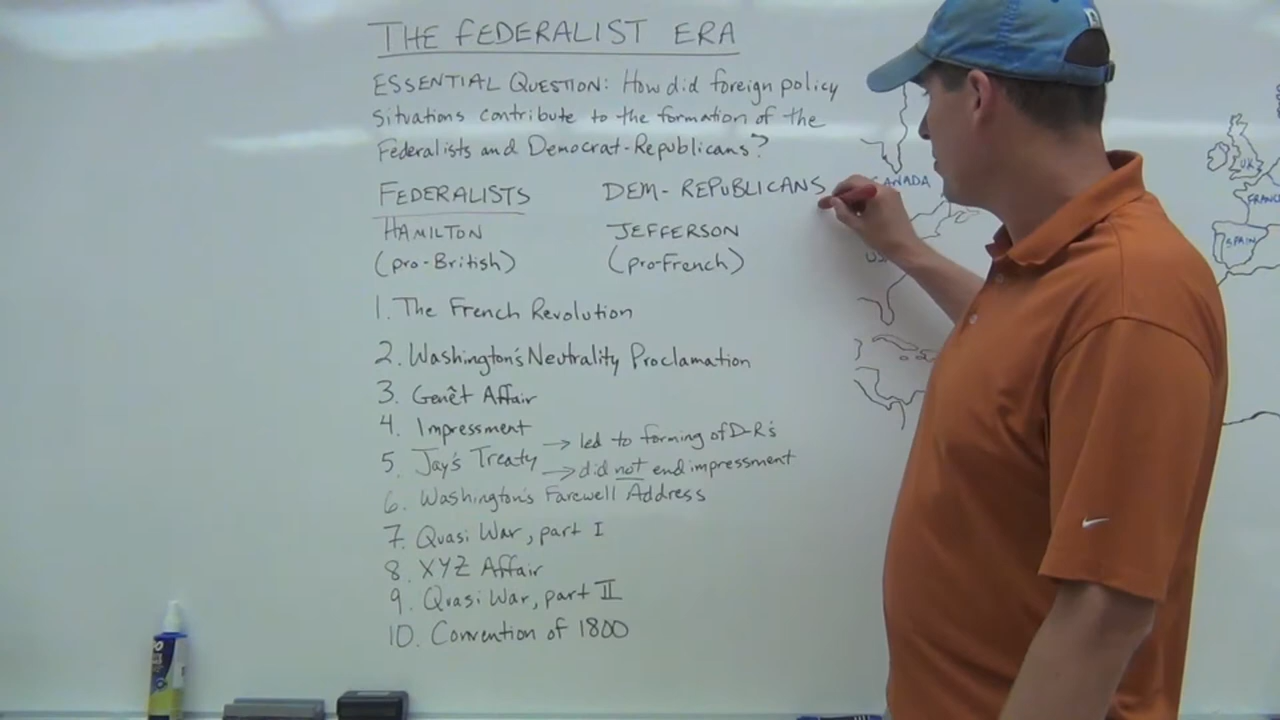 THE FEDERALIST ERA
ESSENTIAL QUESTION: How did foreign policy
situations contribute to the formation of the
Federalists and Democrat-Republicans?
FEDERALISTS DEM-REPUBLICANS
HAMILTON JEFFERSON
(pro-British) (pro-French)
1. The French Revolution
2. Washington's Neutrality Proclamation
3. Genêt Affair
4. Impressment
5. Jay's Treaty → led to forming of D-R's
→ did not end impressment
6. Washington's Farewell Address
7. Quasi War, part I
8. XYZ Affair
9. Quasi War, part II
10. Convention of 1800
CANADA
UK
FRANCE
SPAIN